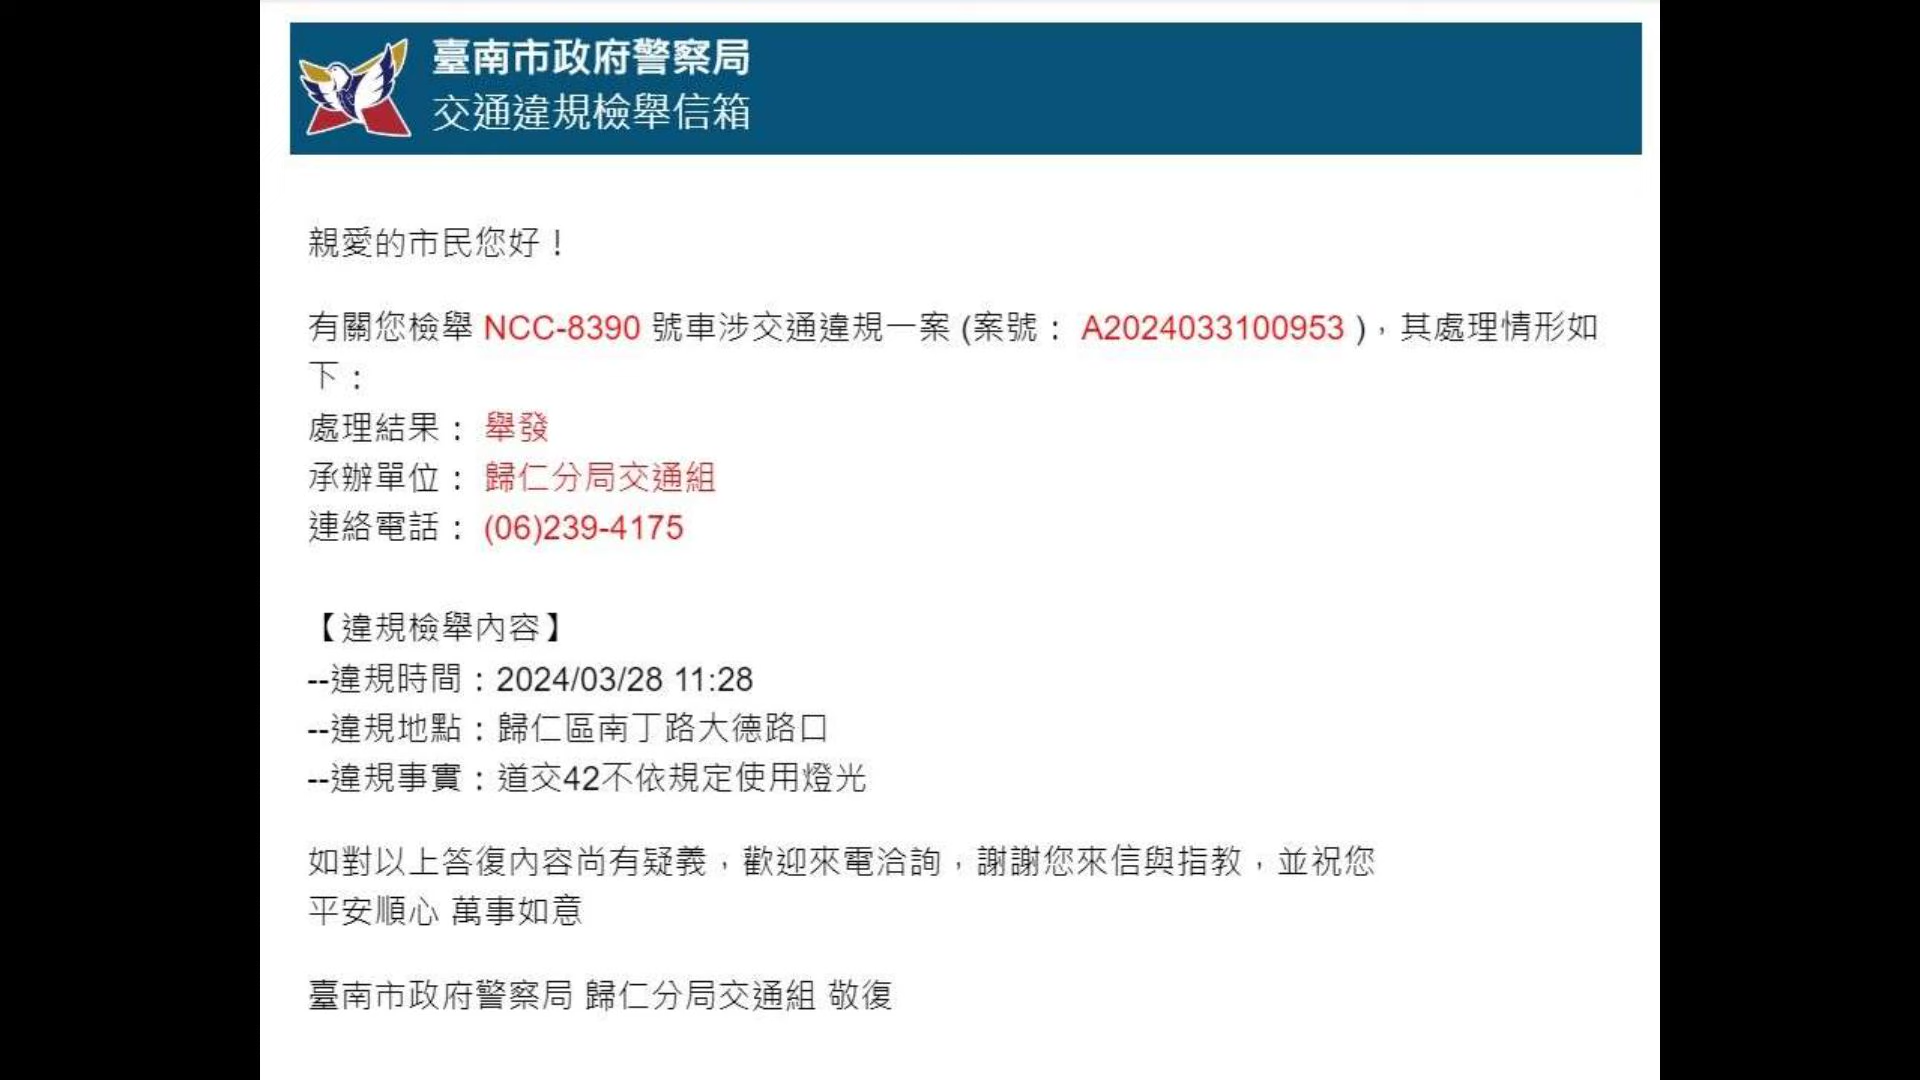 臺南市政府警察局
交通違規檢舉信箱
親愛的市民您好！
有關您檢舉 NCC-8390 號車涉交通違規一案 (案號： A2024033100953 )，其處理情形如
下：
處理結果： 舉發
承辦單位： 歸仁分局交通組
連絡電話： (06)239-4175
【違規檢舉內容】
--違規時間：2024/03/28 11:28
--違規地點：歸仁區南丁路大德路口
--違規事實：道交42不依規定使用燈光
如對以上答復內容尚有疑義，歡迎來電洽詢，謝謝您來信與指教，並祝您
平安順心 萬事如意
臺南市政府警察局 歸仁分局交通組 敬復